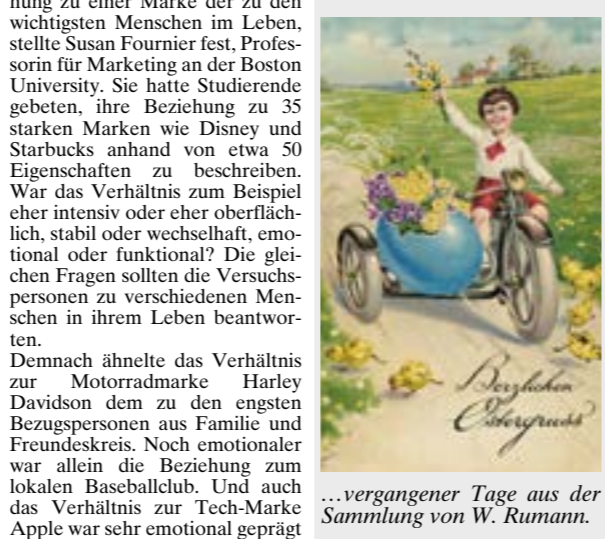 nung zu einer Marke der zu den
wichtigsten Menschen im Leben,
stellte Susan Fournier fest, Profes-
sorin für Marketing an der Boston
University. Sie hatte Studierende
gebeten, ihre Beziehung zu 35
starken Marken wie Disney und
Starbucks anhand von etwa 50
Eigenschaften zu beschreiben.
War das Verhältnis zum Beispiel
eher intensiv oder eher oberfläch-
lich, stabil oder wechselhaft, emo-
tional oder funktional? Die glei-
chen Fragen sollten die Versuchs-
personen zu verschiedenen Men-
schen in ihrem Leben beantwor-
ten.
Demnach ähnelte das Verhältnis
zur Motorradmarke Harley
Davidson dem zu den engsten
Bezugspersonen aus Familie und
Freundeskreis. Noch emotionaler
war allein die Beziehung zum
lokalen Baseballclub. Und auch
das Verhältnis zur Tech-Marke
Apple war sehr emotional geprägt
Herzlichen
Ostergruss
…vergangener Tage aus der
Sammlung von W. Rumann.